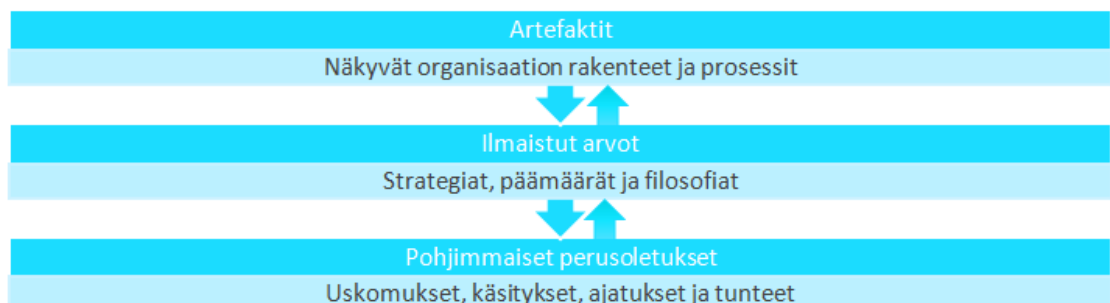 Artefaktit
Näkyvät organisaation rakenteet ja prosessit
Ilmaistut arvot
Strategiat, päämäärät ja filosofiat
Pohjimmaiset perusoletukset
Uskomukset, käsitykset, ajatukset ja tunteet